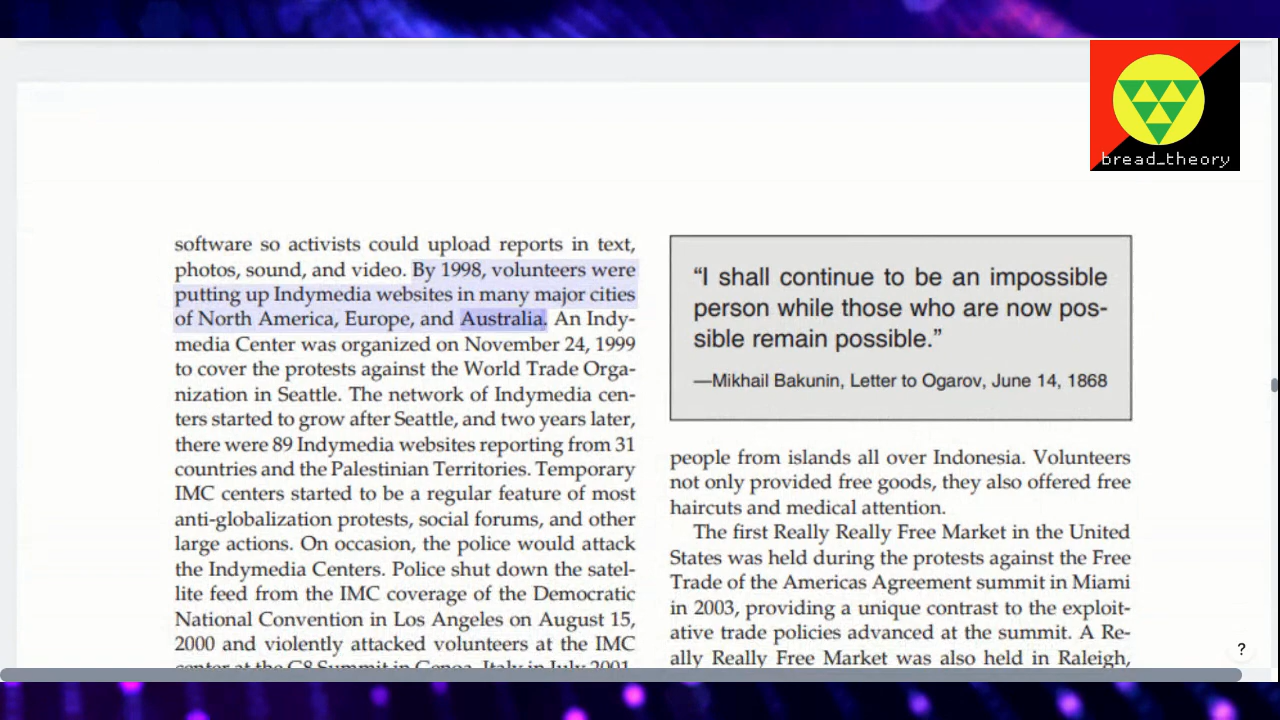 bread_theory
software so activists could upload reports in text,
photos, sound, and video. By 1998, volunteers were
putting up Indymedia websites in many major cities
of North America, Europe, and Australia. An Indy-
media Center was organized on November 24, 1999
to cover the protests against the World Trade Orga-
nization in Seattle. The network of Indymedia cen-
ters started to grow after Seattle, and two years later,
there were 89 Indymedia websites reporting from 31
countries and the Palestinian Territories. Temporary
IMC centers started to be a regular feature of most
anti-globalization protests, social forums, and other
large actions. On occasion, the police would attack
the Indymedia Centers. Police shut down the satel-
lite feed from the IMC coverage of the Democratic
National Convention in Los Angeles on August 15,
2000 and violently attacked volunteers at the IMC
center at the G8 Summit in Genoa, Italy in July 2001.
“I shall continue to be an impossible
person while those who are now pos-
sible remain possible.”
—Mikhail Bakunin, Letter to Ogarov, June 14, 1868
people from islands all over Indonesia. Volunteers
not only provided free goods, they also offered free
haircuts and medical attention.
The first Really Really Free Market in the United
States was held during the protests against the Free
Trade of the Americas Agreement summit in Miami
in 2003, providing a unique contrast to the exploit-
ative trade policies advanced at the summit. A Re-
ally Really Free Market was also held in Raleigh,
?